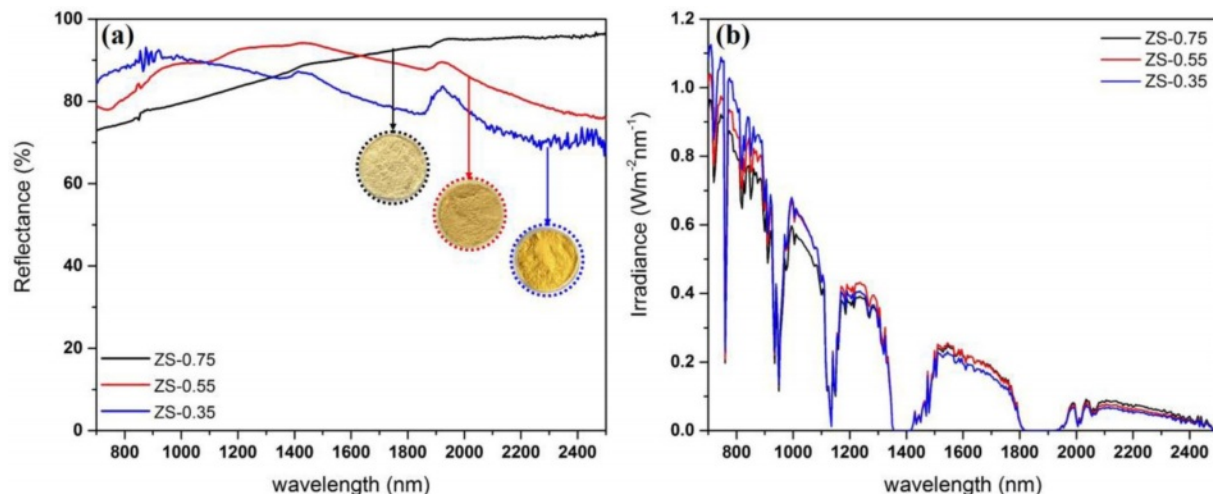 (a)
Reflectance (%)
100
80
60
40
20
0
ZS-0.75
ZS-0.55
ZS-0.35
800 1000 1200 1400 1600 1800 2000 2200 2400
wavelength (nm)
(b)
Irradiance (Wm-2nm-1)
1.2
1.0
0.8
0.6
0.4
0.2
0.0
ZS-0.75
ZS-0.55
ZS-0.35
800 1000 1200 1400 1600 1800 2000 2200 2400
wavelength (nm)